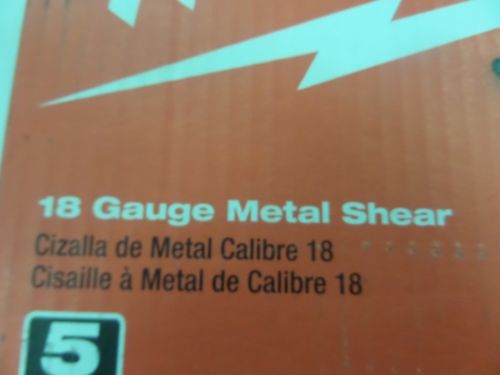 18 Gauge Metal Shear
Cizalla de Metal Calibre 18
Cisaille à Metal de Calibre 18
5